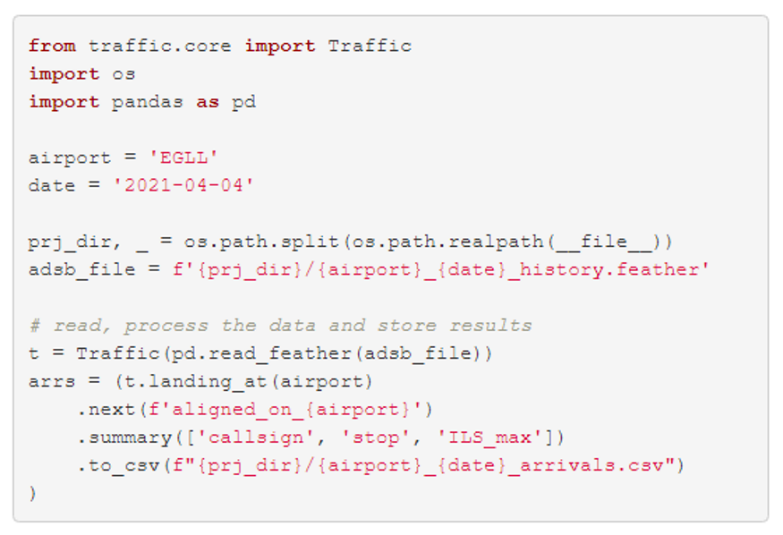 from traffic.core import Traffic
import os
import pandas as pd

airport = 'EGLL'
date = '2021-04-04'

prj_dir, _ = os.path.split(os.path.realpath(__file__))
adsb_file = f'{prj_dir}/{airport}_{date}_history.feather'

# read, process the data and store results
t = Traffic(pd.read_feather(adsb_file))
arrs = (t.landing_at(airport)
    .next(f'aligned_on_{airport}')
    .summary(['callsign', 'stop', 'ILS_max'])
    .to_csv(f"{prj_dir}/{airport}_{date}_arrivals.csv")
)